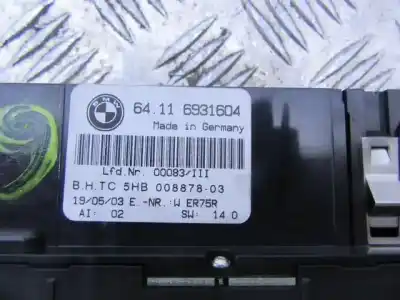 BMW
64.11 6931604
Made in Germany
Lfd.Nr. 00083/III
B.H.TC 5HB 008878-03
19/05/03 E.-NR.:W ER75R
AI: 02 SW: 14.0